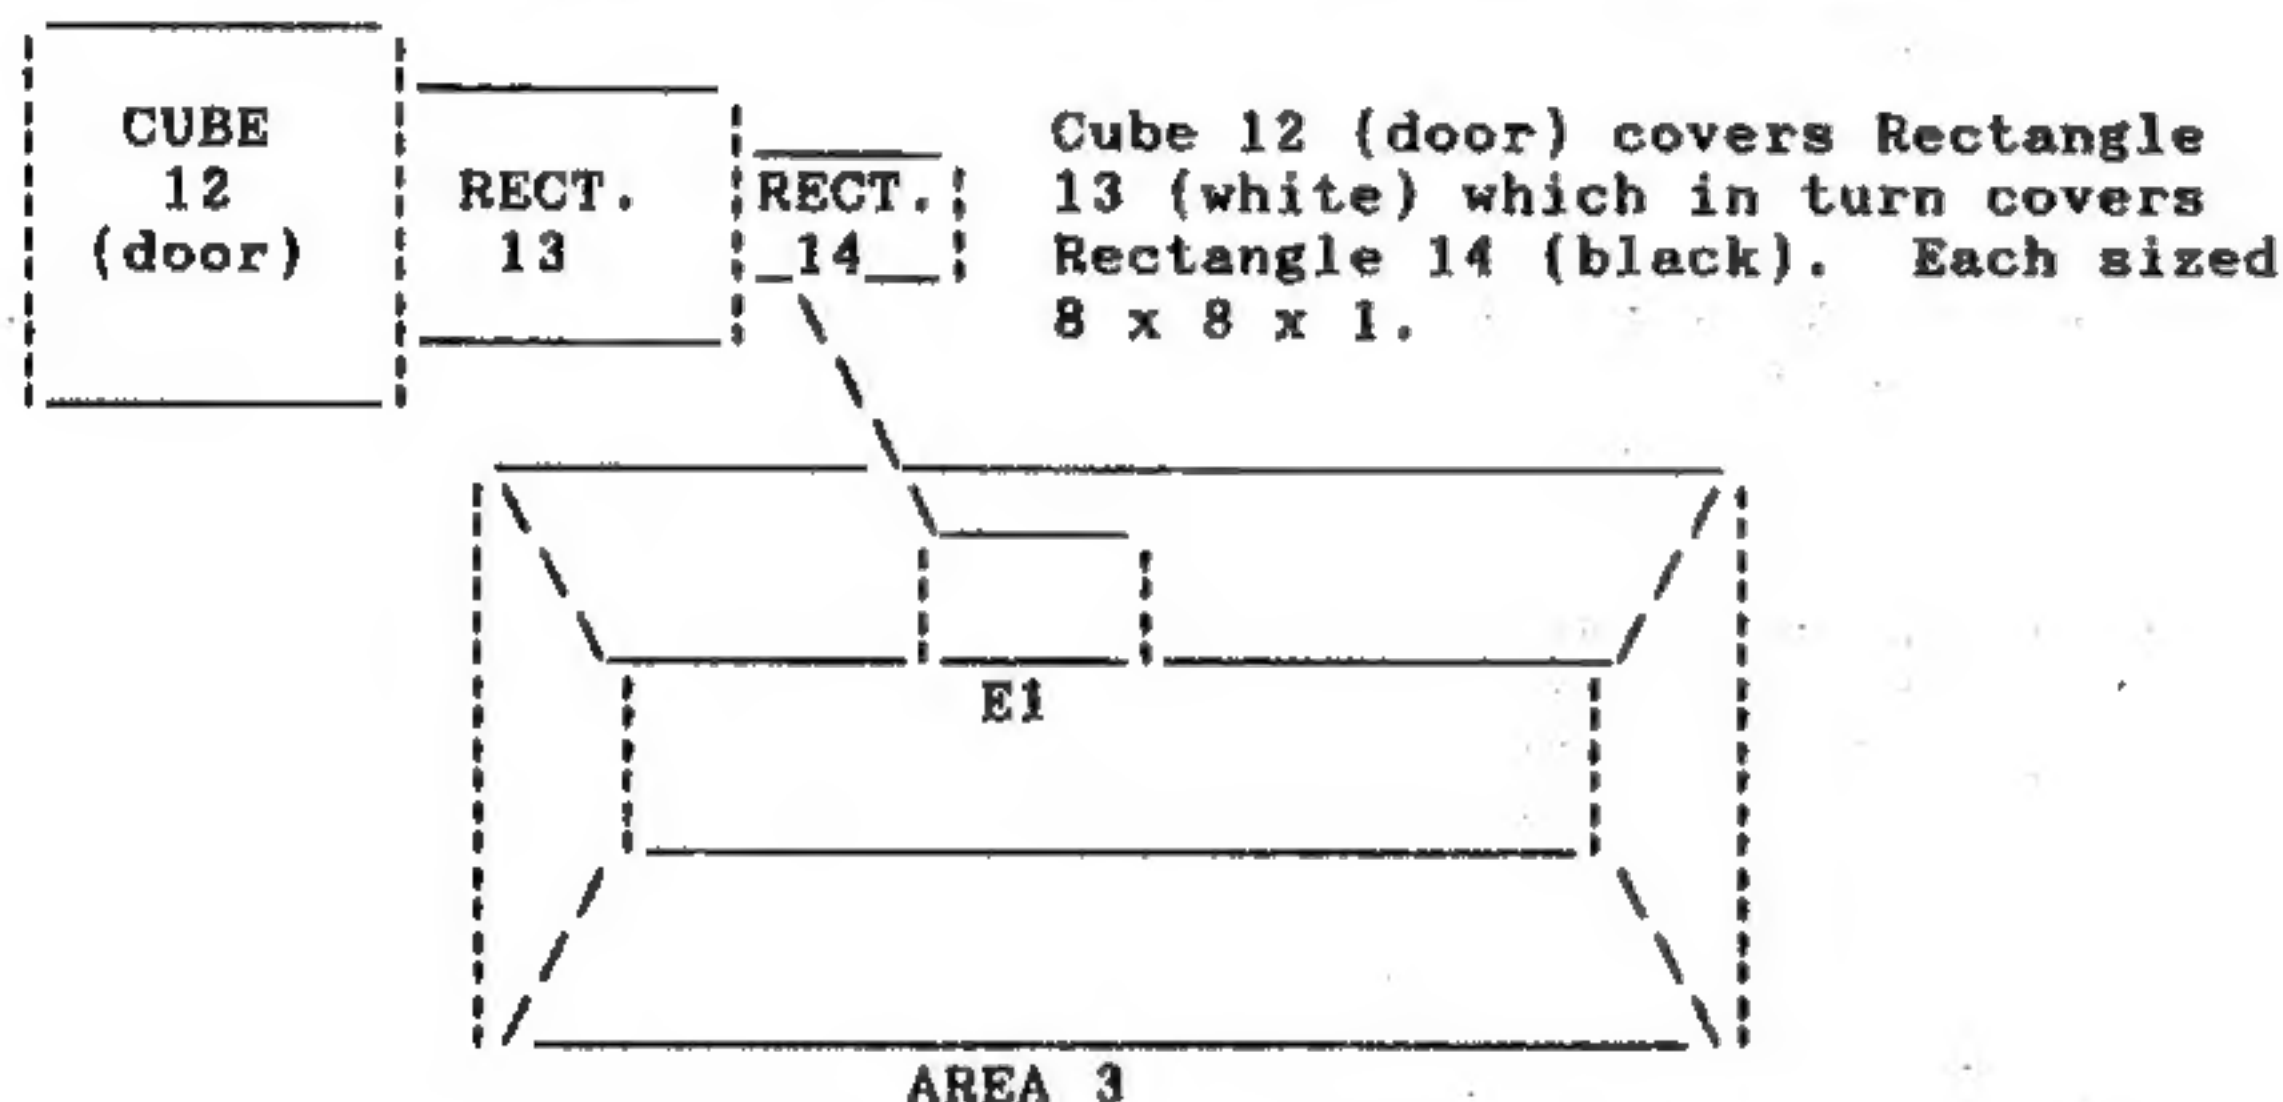 CUBE
12
(door)
RECT.
13
RECT.
14
Cube 12 (door) covers Rectangle
13 (white) which in turn covers
Rectangle 14 (black). Each sized
8 x 8 x 1.
E1
AREA 3